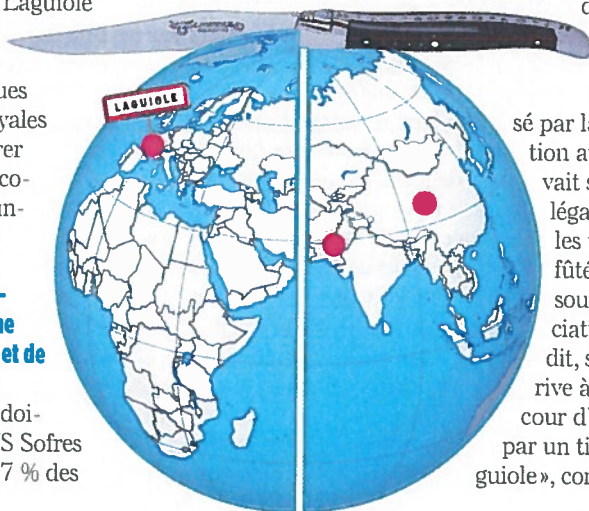 Laguiole
ues
yales
rer
co-
un-
ne
et de
doi-
S Sofres
7 % des
LAGUIOLE
sé par la
tion au
vait s
léga
les
fûté
sou
ciat
dit, s
rive à
cour d'
par un ti
guiole», con